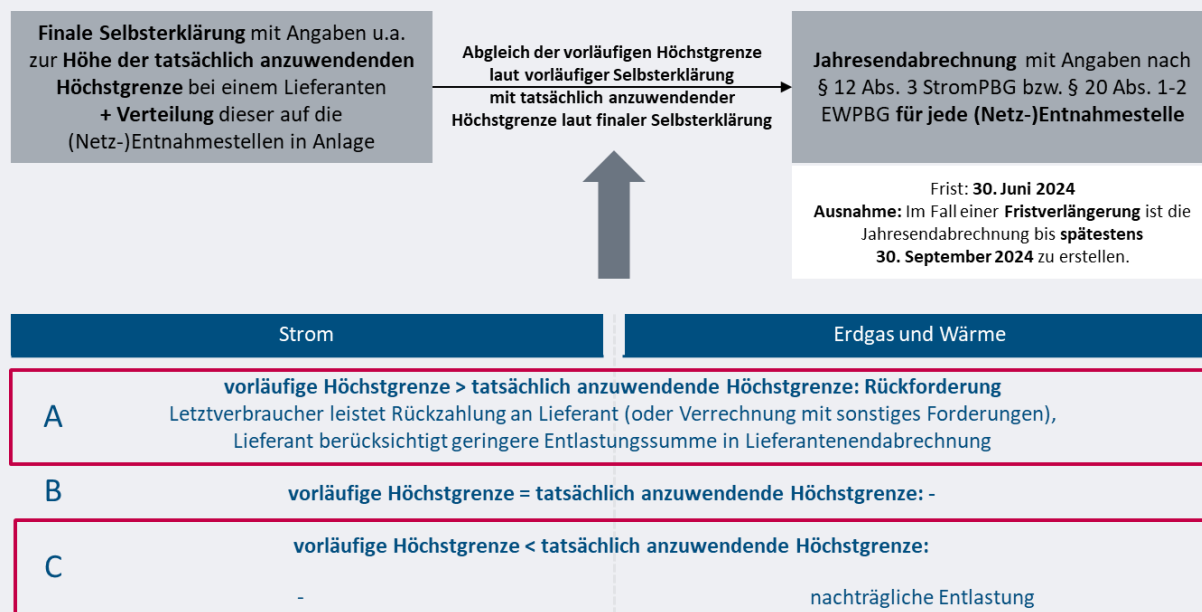 Finale Selbsterklärung mit Angaben u.a.
zur Höhe der tatsächlich anzuwendenden
Höchstgrenze bei einem Lieferanten
+ Verteilung dieser auf die
(Netz-)Entnahmestellen in Anlage
Abgleich der vorläufigen Höchstgrenze
laut vorläufiger Selbsterklärung
mit tatsächlich anzuwendender
Höchstgrenze laut finaler Selbsterklärung
Jahresendabrechnung mit Angaben nach
§ 12 Abs. 3 StromPBG bzw. § 20 Abs. 1-2
EWPBG für jede (Netz-)Entnahmestelle
Frist: 30. Juni 2024
Ausnahme: Im Fall einer Fristverlängerung ist die
Jahresendabrechnung bis spätestens
30. September 2024 zu erstellen.
Strom
Erdgas und Wärme
A
vorläufige Höchstgrenze > tatsächlich anzuwendende Höchstgrenze: Rückforderung
Letztverbraucher leistet Rückzahlung an Lieferant (oder Verrechnung mit sonstiges Forderungen),
Lieferant berücksichtigt geringere Entlastungssumme in Lieferantenendabrechnung
B
vorläufige Höchstgrenze = tatsächlich anzuwendende Höchstgrenze: -
C
vorläufige Höchstgrenze < tatsächlich anzuwendende Höchstgrenze:
-
nachträgliche Entlastung